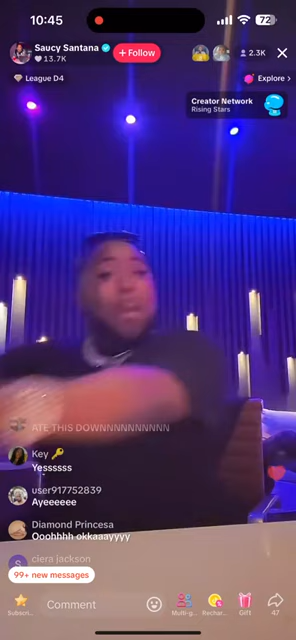 10:45
72
Saucy Santana
13.7K
+ Follow
2.3K
League D4
Explore >
Creator Network
Rising Stars
ATE THIS DOWNNNNNNNNNN
Key 🔑
Yessssss
user917752839
Ayeeeeee
Diamond Princesa
Ooohhhh okkaaayyyy
S
ciera jackson
99+ new messages
Subscri...
Comment
Multi-g...
Rechar...
Gift
47